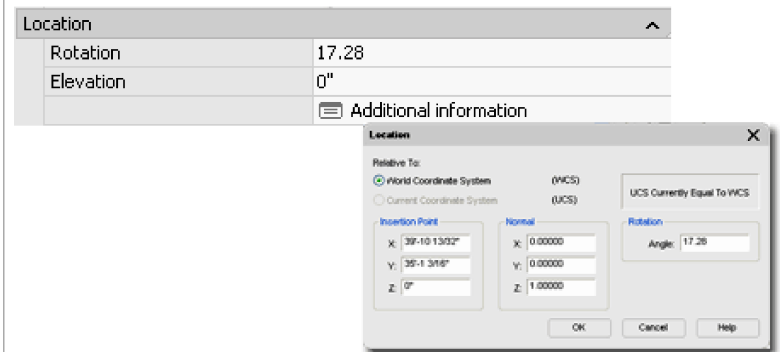 Location
Rotation 17.28
Elevation 0"
Additional information
Location
Relative To:
World Coordinate System (WCS)
Current Coordinate System (UCS)
UCS Currently Equal To WCS
Insertion Point Normal Rotation
X: 39'-10 13/32" X: 0.00000 Angle: 17.28
Y: 35'-1 3/16" Y: 0.00000
Z: 0" Z: 1.00000
OK Cancel Help